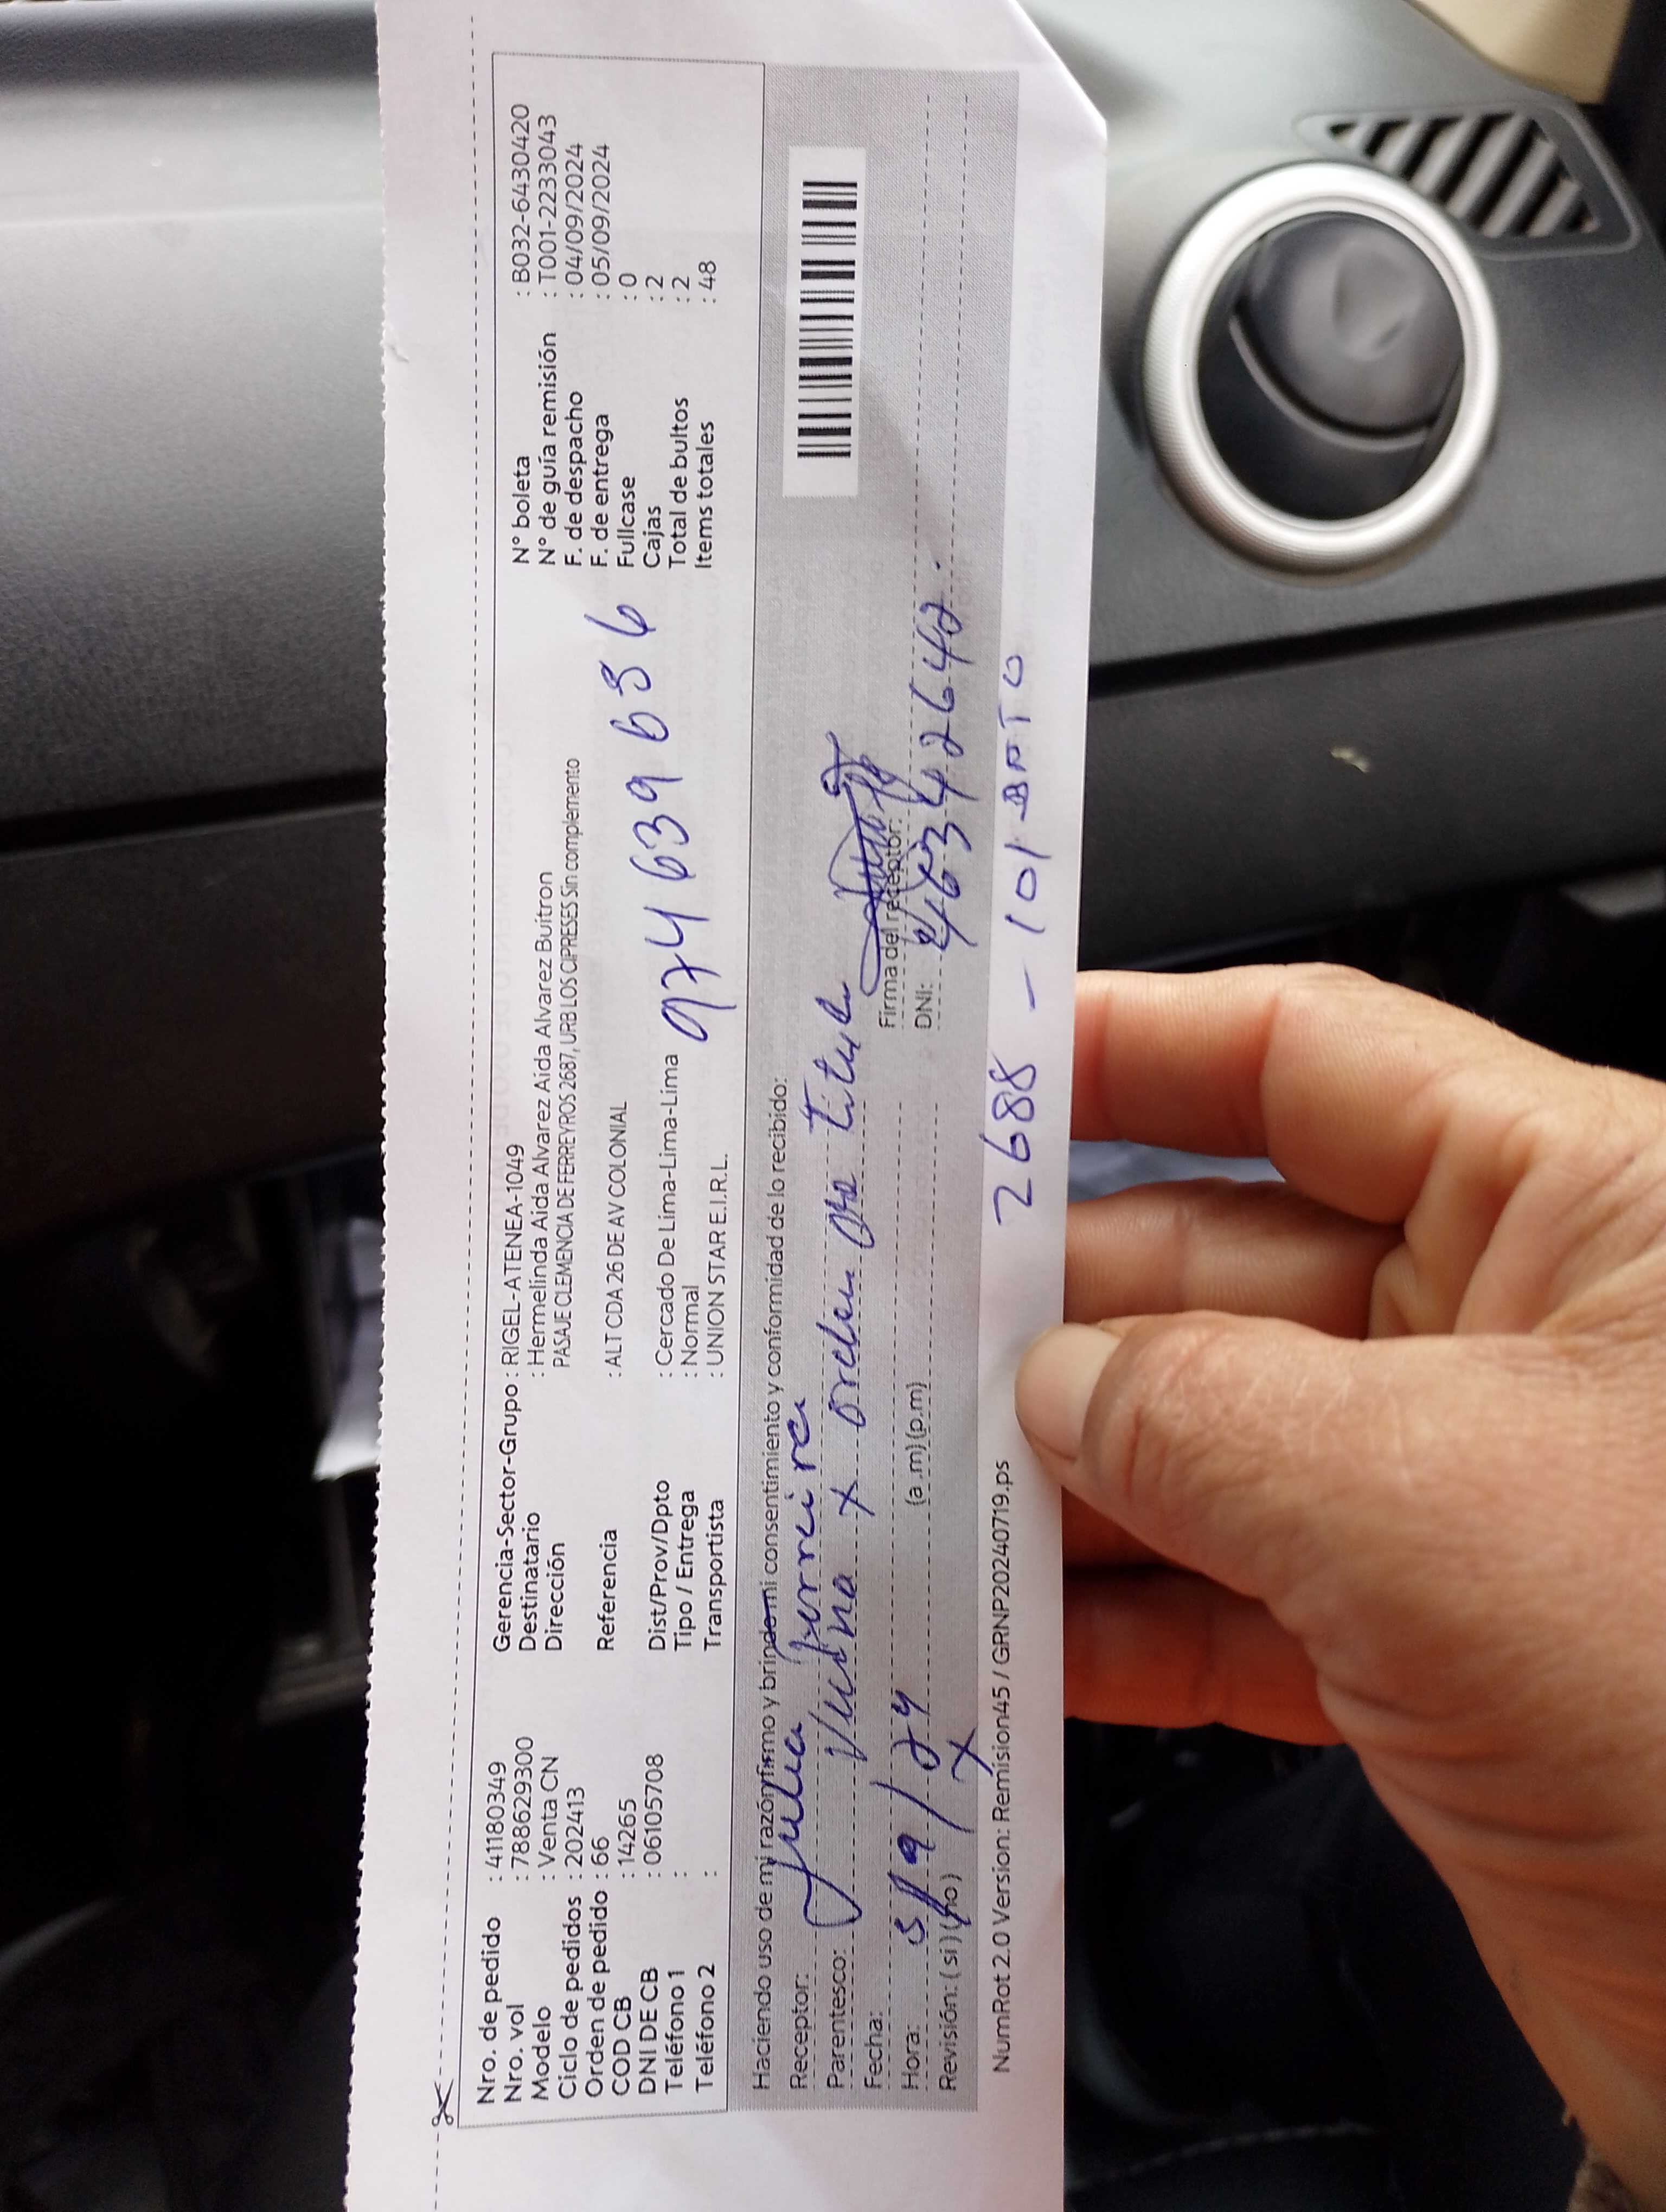 Nro. de pedido : 41180349
Nro. vol : 788629300
Modelo : Venta CN
Ciclo de pedidos : 202413
Orden de pedido : 66
COD CB : 14265
DNI DE CB : 06105708
Teléfono 1 :
Teléfono 2 :
Gerencia-Sector-Grupo : RIGEL-ATENEA-1049
Destinatario : Hermelinda Aida Alvarez Aida Alvarez Buitron
Dirección PASAJE CLEMENCIA DE FERREYROS 2687, URB LOS CIPRESES Sin complemento
Referencia : ALT CDA 26 DE AV COLONIAL
Dist/Prov/Dpto : Cercado De Lima-Lima-Lima
Tipo / Entrega : Normal
Transportista : UNION STAR E.I.R.L.
974639636
N° boleta : B032-6430420
N° de guía remisión : T001-2233043
F. de despacho : 04/09/2024
F. de entrega : 05/09/2024
Fullcase : 0
Cajas : 2
Total de bultos : 2
Items totales : 48
Haciendo uso de mi razón firmo y brindo mi consentimiento y conformidad de lo recibido:
Receptor: Julia
Parentesco: Vecina x orden de
Fecha:
Hora: 5/9/24 (a.m) (p.m)
Revisión: (si) (no) X
Firma del receptor:
DNI:
NumRot 2.0 Version: Remision45 / GRNP20240719.ps
2688 - 101 - BPTO